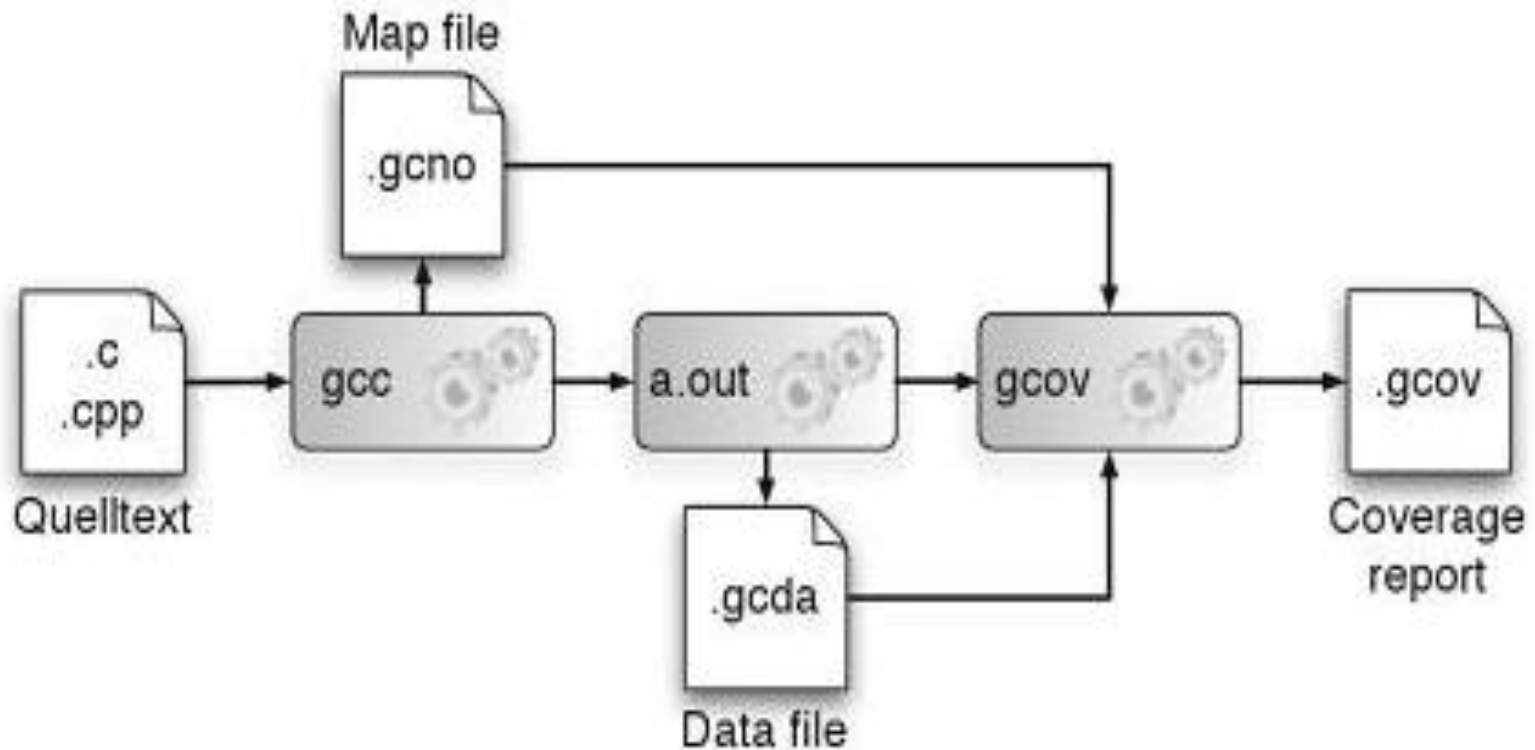 Map file
.gcno
.c
.cpp
Quelltext
gcc
a.out
gcov
.gcov
Coverage
report
.gcda
Data file